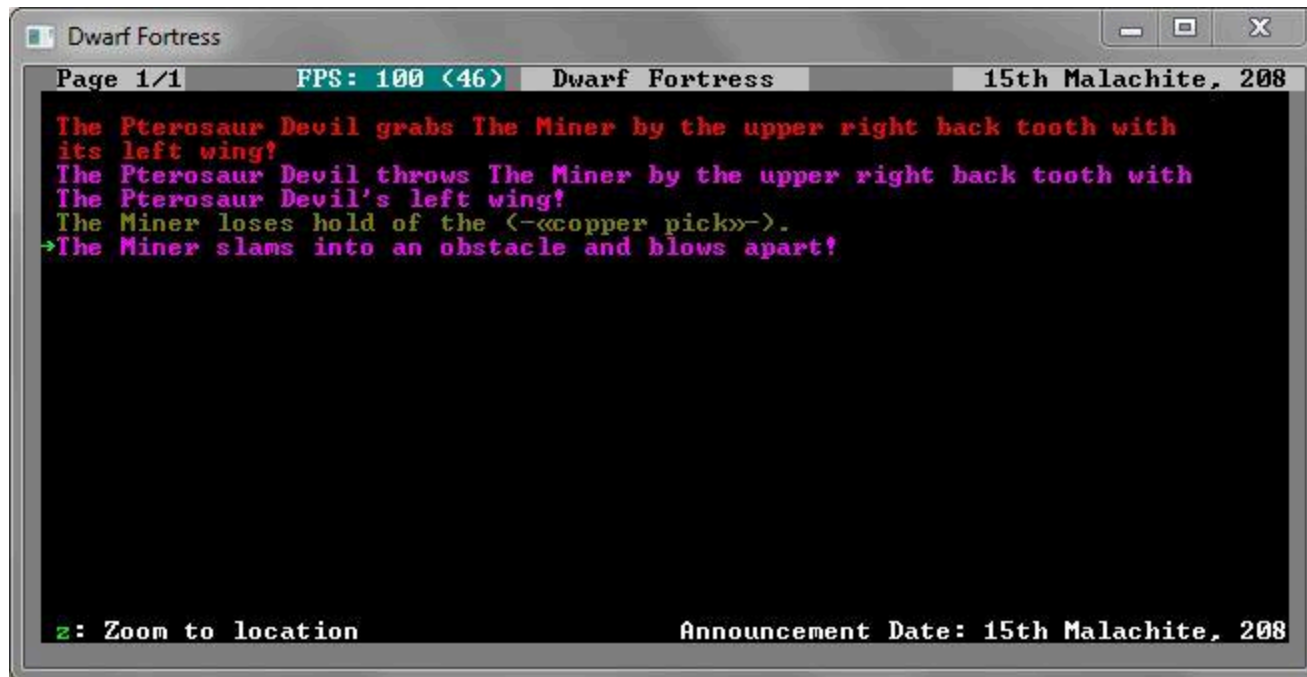 Dwarf Fortress
Page 1/1 FPS: 100 (46) Dwarf Fortress 15th Malachite, 208
The Pterosaur Devil grabs The Miner by the upper right back tooth with
its left wing!
The Pterosaur Devil throws The Miner by the upper right back tooth with
The Pterosaur Devil's left wing!
The Miner loses hold of the (-«copper pick»-).
→The Miner slams into an obstacle and blows apart!
z: Zoom to location Announcement Date: 15th Malachite, 208